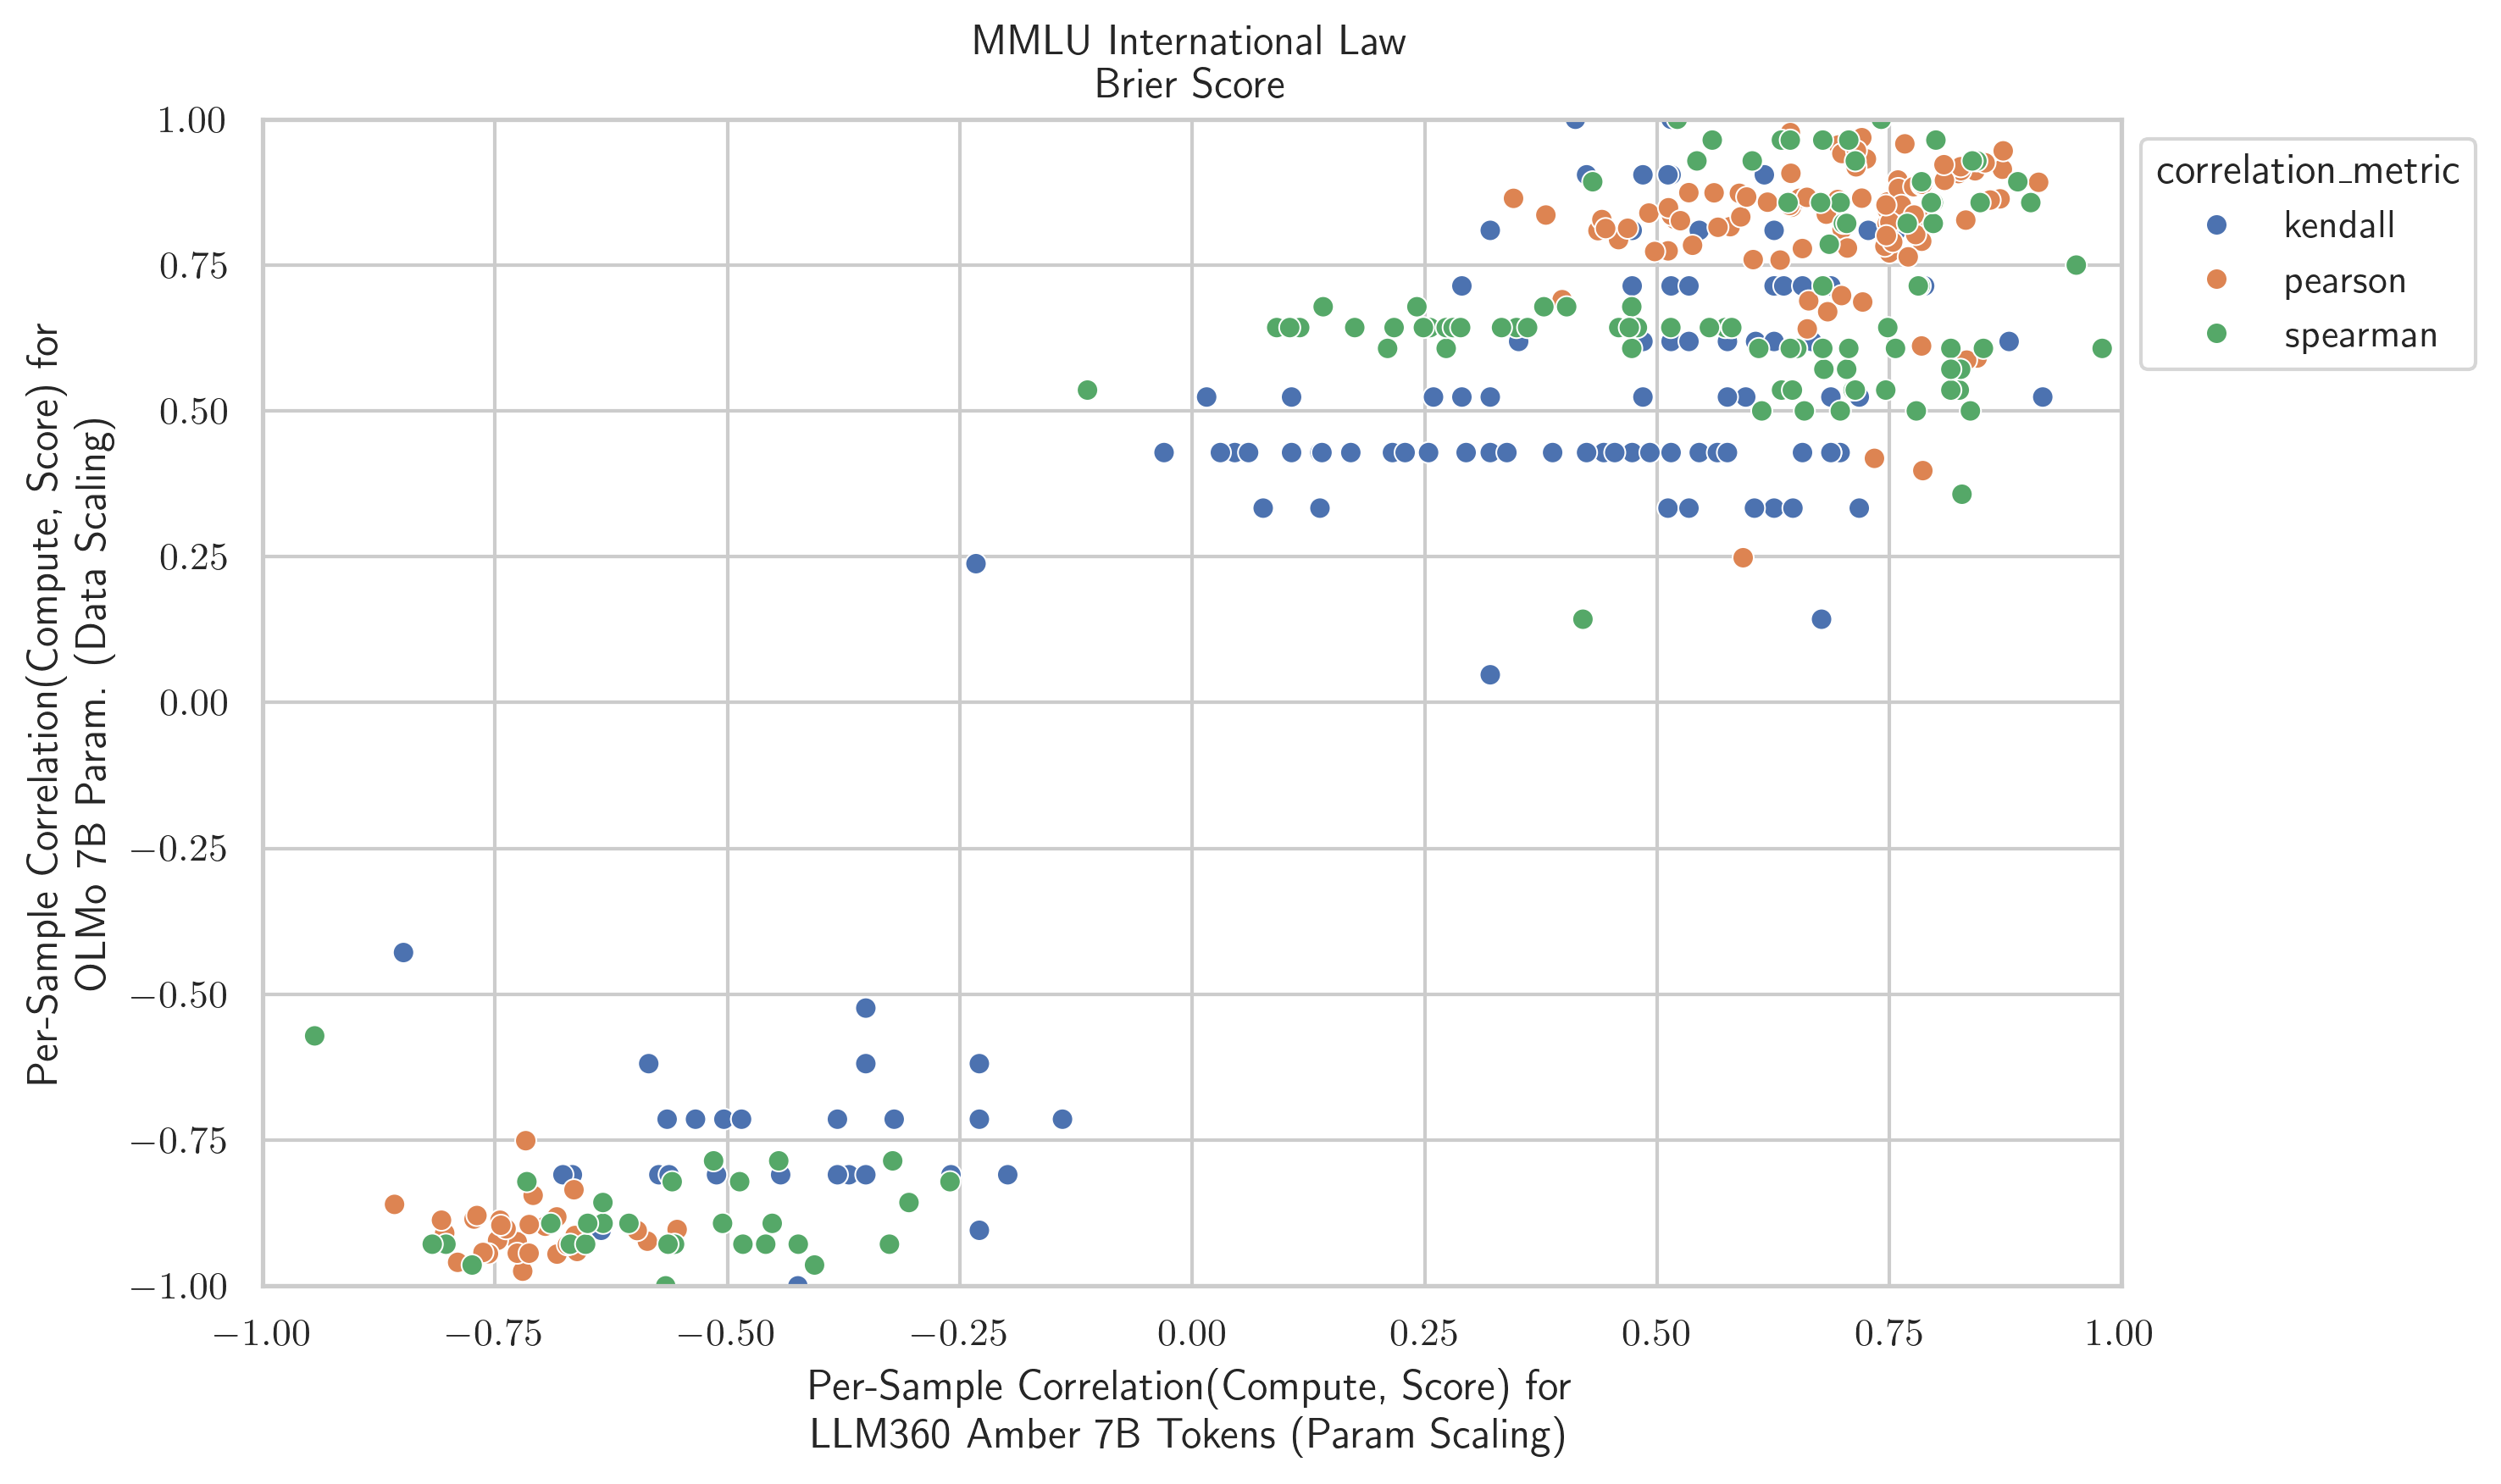 MMLU International Law
Brier Score
Per-Sample Correlation(Compute, Score) for
OLMo 7B Param. (Data Scaling)
1.00
0.75
0.50
0.25
0.00
−0.25
−0.50
−0.75
−1.00
−1.00 −0.75 −0.50 −0.25 0.00 0.25 0.50 0.75 1.00
Per-Sample Correlation(Compute, Score) for
LLM360 Amber 7B Tokens (Param Scaling)
correlation_metric
kendall
pearson
spearman